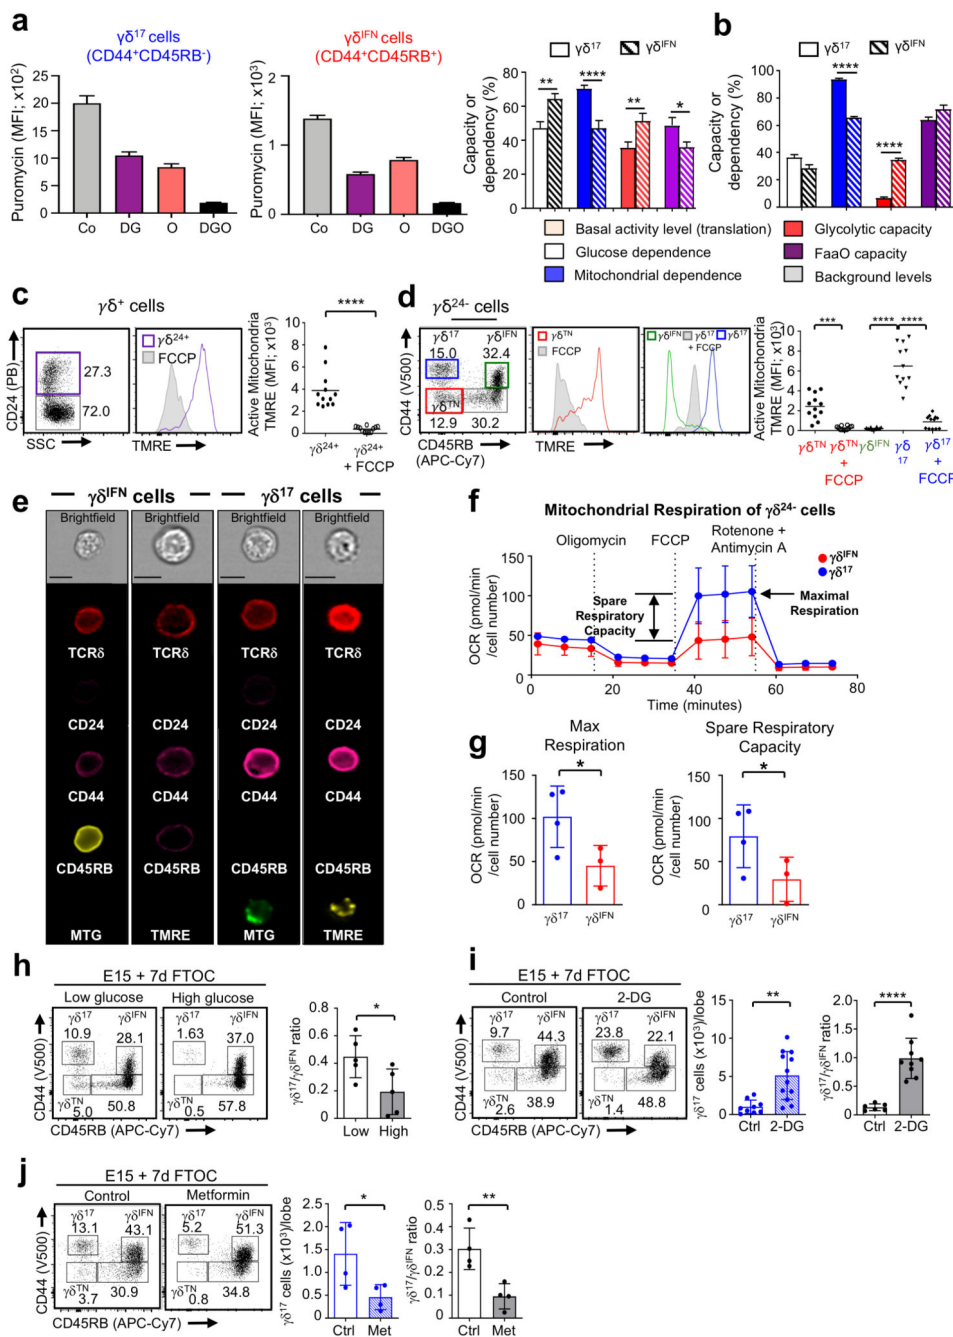 a
γδ17 cells
(CD44+CD45RB-)
Puromycin (MFI; x10²)
25
20
15
10
5
0
Co DG O DGO
γδIFN cells
(CD44+CD45RB+)
Puromycin (MFI; x10³)
2
1
0
Co DG O DGO
γδ17 γδIFN
Capacity or
dependency (%)
100
80
60
40
20
0
** **** ** *
b
γδ17 γδIFN
Capacity or
dependency (%)
100
80
60
40
20
0
**** ****
Basal activity level (translation)
Glucose dependence
Mitochondrial dependence
Glycolytic capacity
FaaO capacity
Background levels
c
γδ+ cells
CD24 (PB)
27.3
72.0
SSC
γδ24+
FCCP
TMRE
Active Mitochondria
TMRE (MFI; x10³)
10
8
6
4
2
0
****
γδ24+ γδ24+
+ FCCP
d
γδ24- cells
CD44 (V500)
γδ17 γδIFN
15.0 32.4
γδTN
12.9 30.2
CD45RB
(APC-Cy7)
γδTN
FCCP
TMRE
γδIFN γδ17 γδ17
+ FCCP
Active Mitochondria
TMRE (MFI; x10³)
10
8
6
4
2
0
*** **** ****
γδTN γδTN γδIFN γδ γδ17
+ 17 +
FCCP FCCP
e
γδIFN cells γδ17 cells
Brightfield Brightfield Brightfield Brightfield
TCRδ TCRδ TCRδ TCRδ
CD24 CD24 CD24 CD24
CD44 CD44 CD44 CD44
CD45RB CD45RB CD45RB CD45RB
MTG TMRE MTG TMRE
f
Mitochondrial Respiration of γδ24- cells
Oligomycin FCCP Rotenone +
Antimycin A
γδIFN
γδ17
OCR (pmol/min
/cell number)
150
100
50
0
Spare
Respiratory
Capacity
Maximal
Respiration
0 20 40 60 80
Time (minutes)
g
Max
Respiration
OCR (pmol/min
/cell number)
150
100
50
0
*
γδ17 γδIFN
Spare Respiratory
Capacity
OCR (pmol/min
/cell number)
150
100
50
0
*
γδ17 γδIFN
h
E15 + 7d FTOC
Low glucose High glucose
CD44 (V500)
γδ17 γδIFN
10.9 28.1
γδTN
5.0 50.8
γδ17 γδIFN
1.63 37.0
γδTN
0.5 57.8
CD45RB (APC-Cy7)
γδ17/γδIFN ratio
0.8
0.6
0.4
0.2
0
*
Low High
i
E15 + 7d FTOC
Control 2-DG
CD44 (V500)
γδ17 γδIFN
9.7 44.3
γδTN
2.6 38.9
γδ17 γδIFN
23.8 22.1
γδTN
1.4 48.8
CD45RB (APC-Cy7)
γδ17 cells (x10³)/lobe
15
10
5
0
**
Ctrl 2-DG
γδ17/γδIFN ratio
2.0
1.5
1.0
0.5
0
****
Ctrl 2-DG
j
E15 + 7d FTOC
Control Metformin
CD44 (V500)
γδ17 γδIFN
13.1 43.1
γδTN
3.7 30.9
γδ17 γδIFN
5.2 51.3
γδTN
0.8 34.8
CD45RB (APC-Cy7)
γδ17 cells (x10³)/lobe
2.5
2.0
1.5
1.0
0.5
0
*
Ctrl Met
γδ17/γδIFN ratio
0.5
0.4
0.3
0.2
0.1
0
**
Ctrl Met